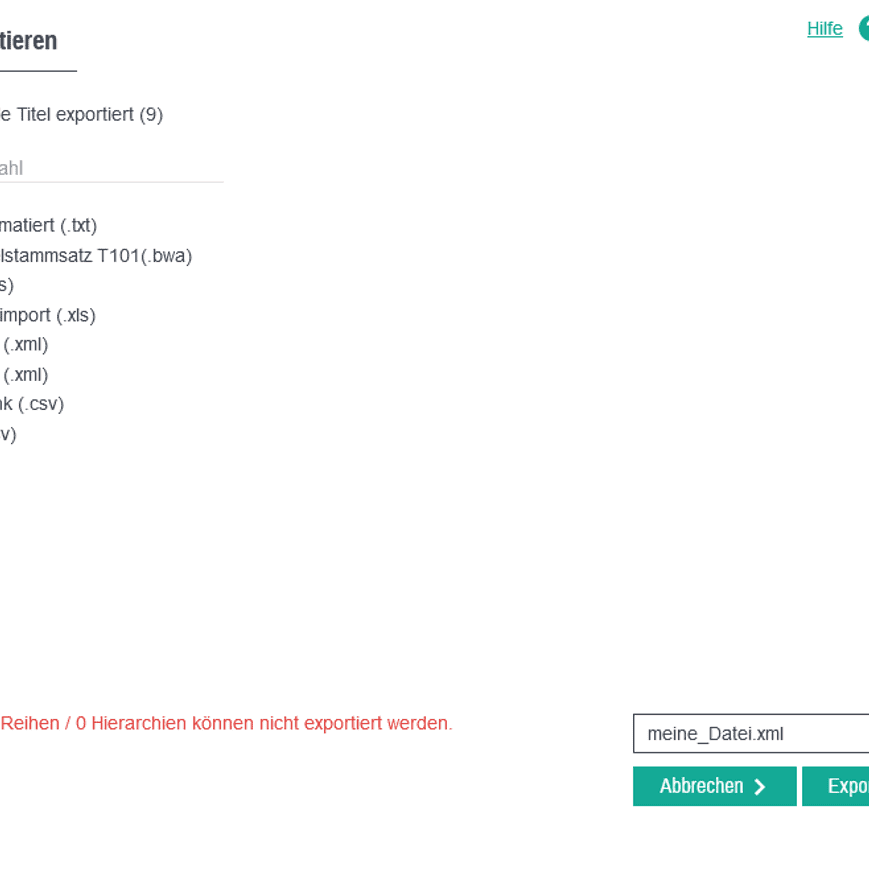 tieren
Hilfe
e Titel exportiert (9)
ahl
matiert (.txt)
lstammsatz T101(.bwa)
s)
import (.xls)
(.xml)
(.xml)
nk (.csv)
v)
Reihen / 0 Hierarchien können nicht exportiert werden.
meine_Datei.xml
Abbrechen
Expo